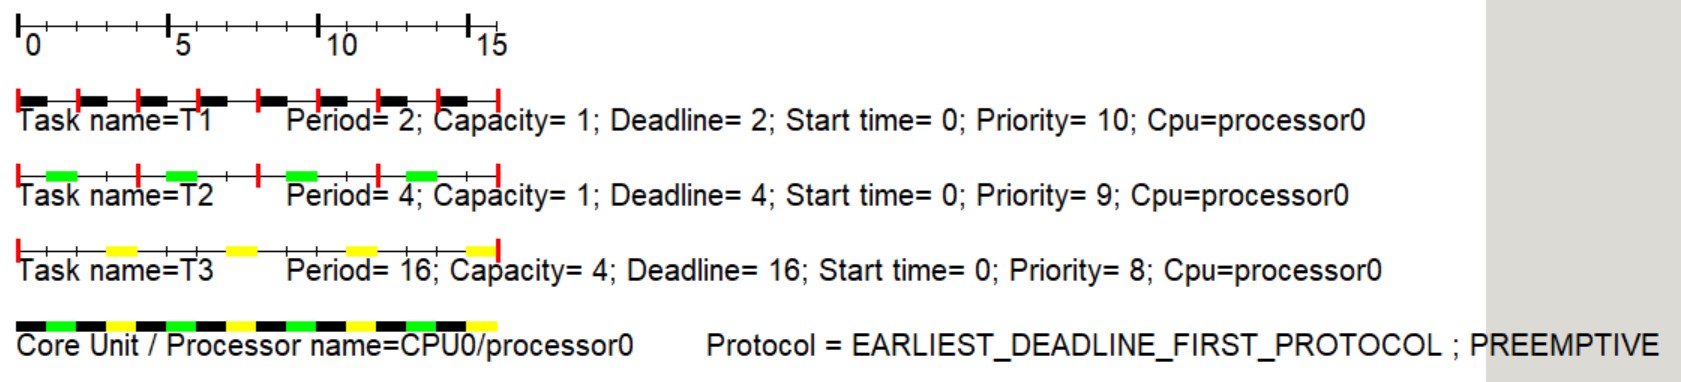 0 5 10 15
Task name=T1 Period= 2; Capacity= 1; Deadline= 2; Start time= 0; Priority= 10; Cpu=processor0
Task name=T2 Period= 4; Capacity= 1; Deadline= 4; Start time= 0; Priority= 9; Cpu=processor0
Task name=T3 Period= 16; Capacity= 4; Deadline= 16; Start time= 0; Priority= 8; Cpu=processor0
Core Unit / Processor name=CPU0/processor0 Protocol = EARLIEST_DEADLINE_FIRST_PROTOCOL ; PREEMPTIVE